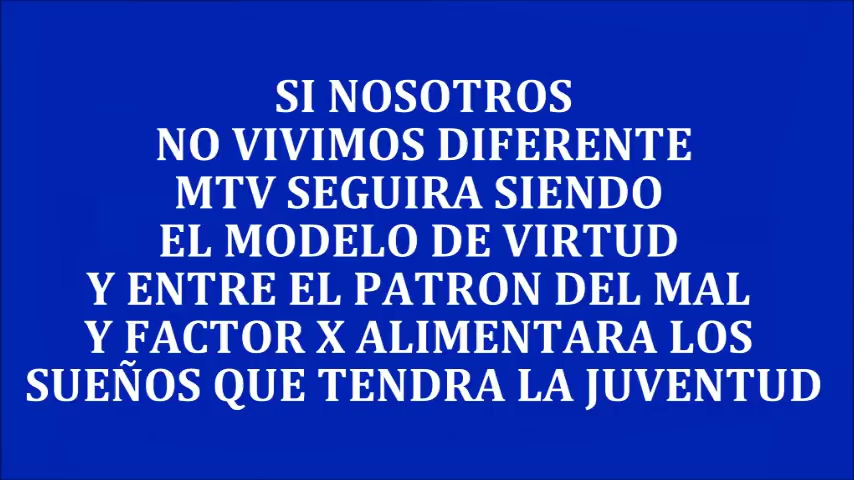 SI NOSOTROS
NO VIVIMOS DIFERENTE
MTV SEGUIRA SIENDO
EL MODELO DE VIRTUD
Y ENTRE EL PATRON DEL MAL
Y FACTOR X ALIMENTARA LOS
SUEÑOS QUE TENDRA LA JUVENTUD